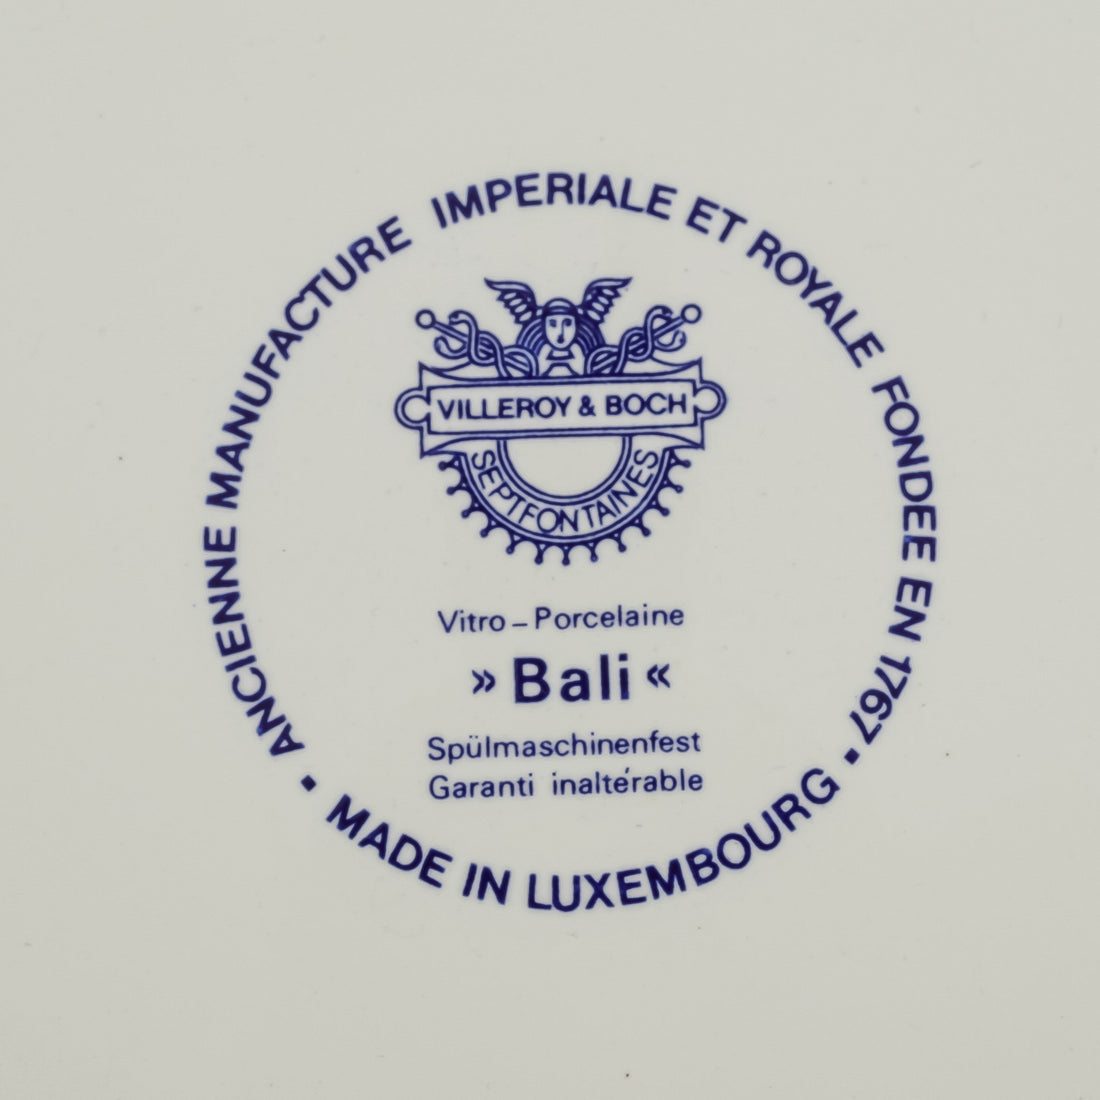 ANCIENNE MANUFACTURE IMPERIALE ET ROYALE FONDEE EN 1767 •
VILLEROY & BOCH
SEPTFONTAINES
Vitro – Porcelaine
» Bali «
Spülmaschinenfest
Garanti inaltérable
• MADE IN LUXEMBOURG